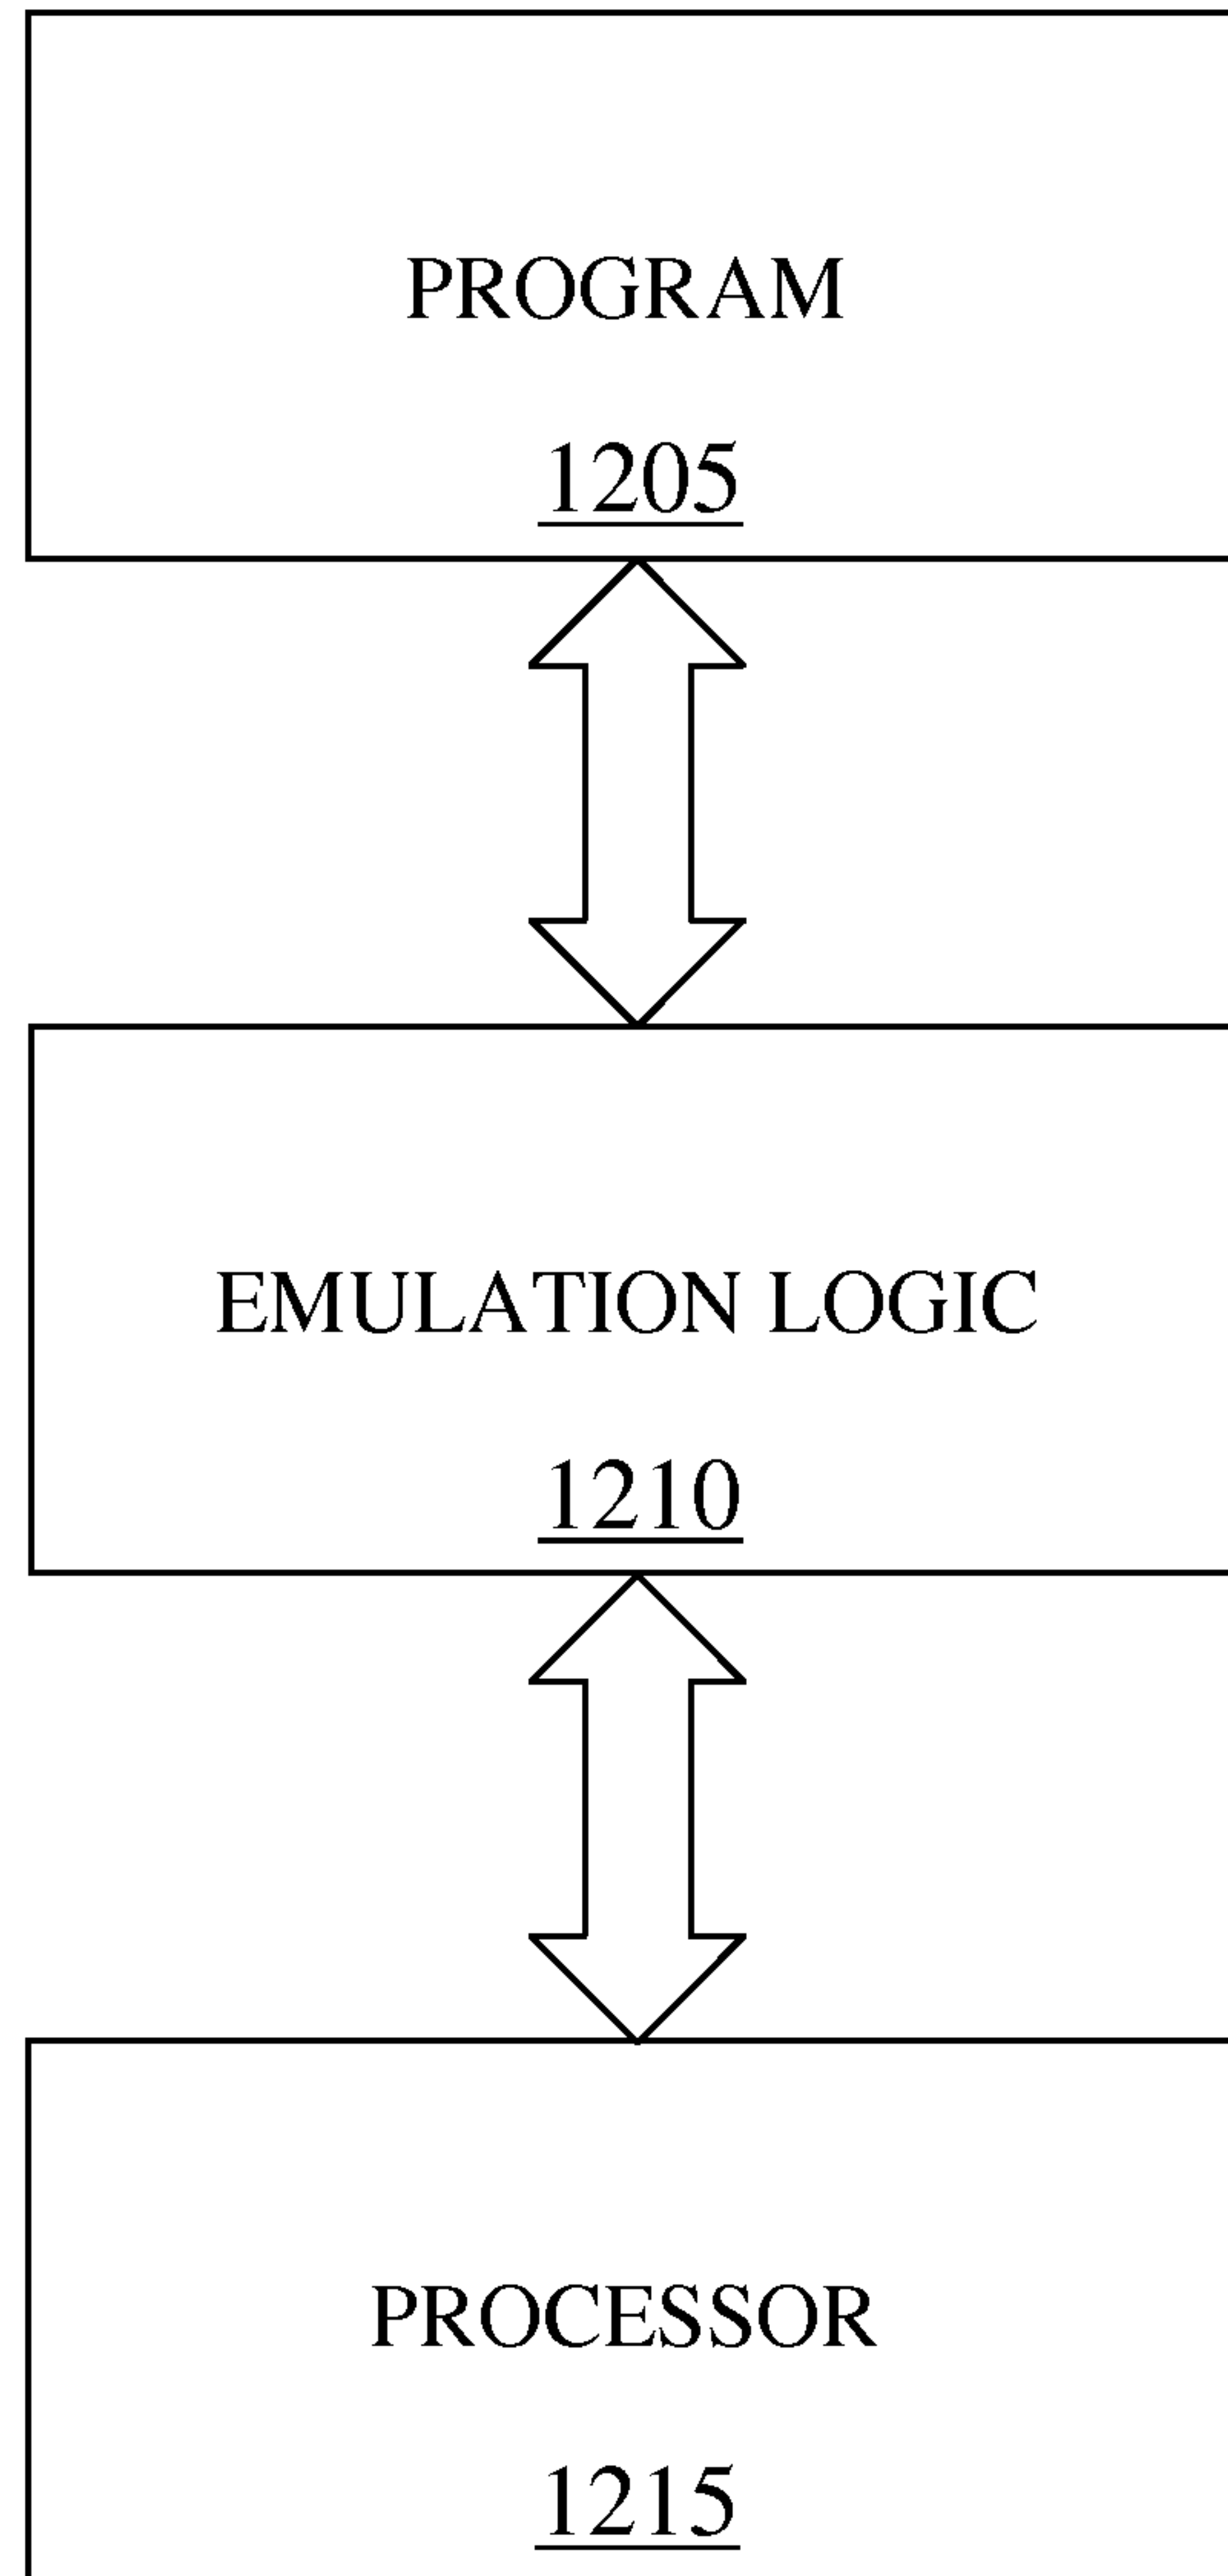 PROGRAM
1205
EMULATION LOGIC
1210
PROCESSOR
1215